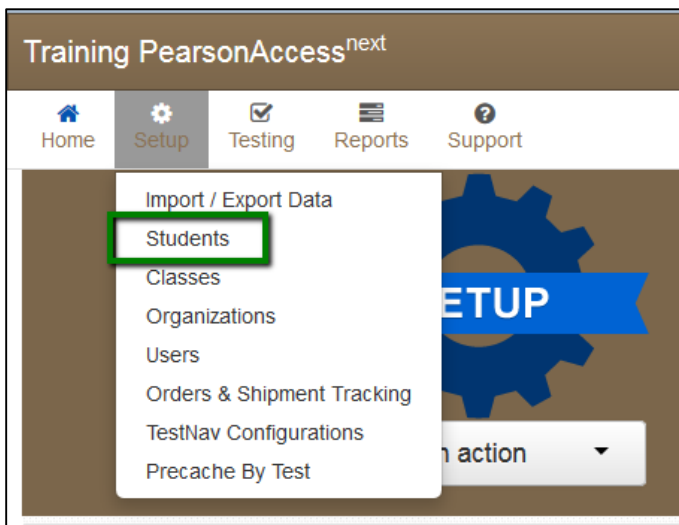 Training PearsonAccessnext
Home Setup Testing Reports Support
Import / Export Data
Students
Classes
Organizations
Users
Orders & Shipment Tracking
TestNav Configurations
Precache By Test
ETUP
action